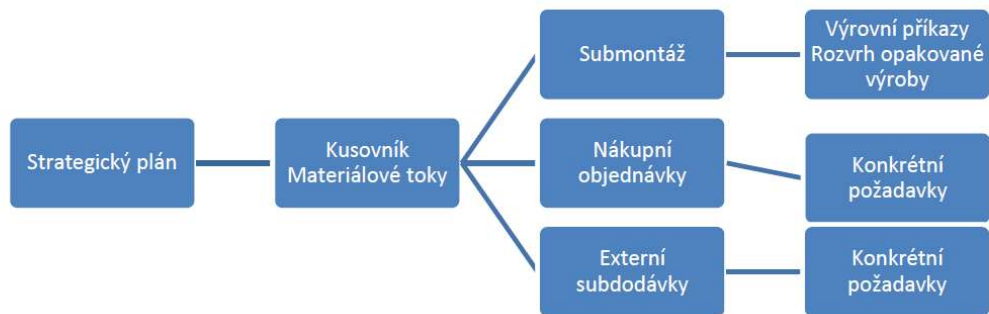 Strategický plán
Kusovník
Materiálové toky
Submontáž
Výrovní příkazy
Rozvrh opakované
výroby
Nákupní
objednávky
Konkrétní
požadavky
Externí
subdodávky
Konkrétní
požadavky